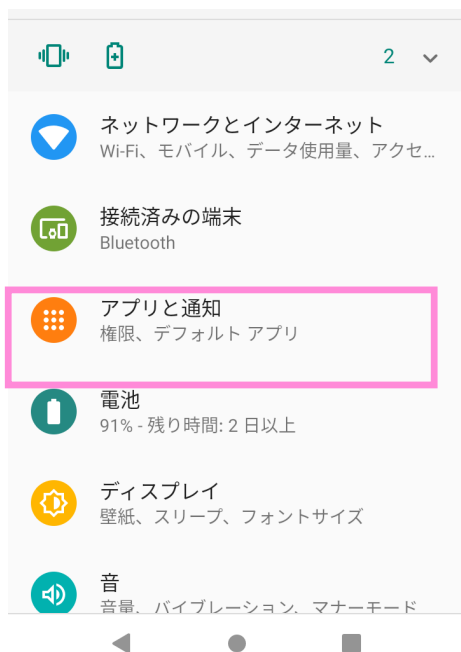 2
ネットワークとインターネット
Wi-Fi、モバイル、データ使用量、アクセ...
接続済みの端末
Bluetooth
アプリと通知
権限、デフォルト アプリ
電池
91% - 残り時間: 2 日以上
ディスプレイ
壁紙、スリープ、フォントサイズ
音
音量、バイブレーション、マナーモード